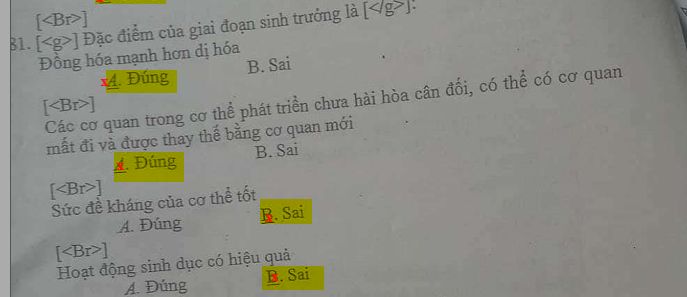 [<Br>]
81. [<g>] Đặc điểm của giai đoạn sinh trưởng là [</g>]:
Đồng hóa mạnh hơn dị hóa
A. Đúng B. Sai
[<Br>]
Các cơ quan trong cơ thể phát triển chưa hài hòa cân đối, có thể có cơ quan
mất đi và được thay thế bằng cơ quan mới
A. Đúng B. Sai
[<Br>]
Sức đề kháng của cơ thể tốt
A. Đúng B. Sai
[<Br>]
Hoạt động sinh dục có hiệu quả
A. Đúng B. Sai